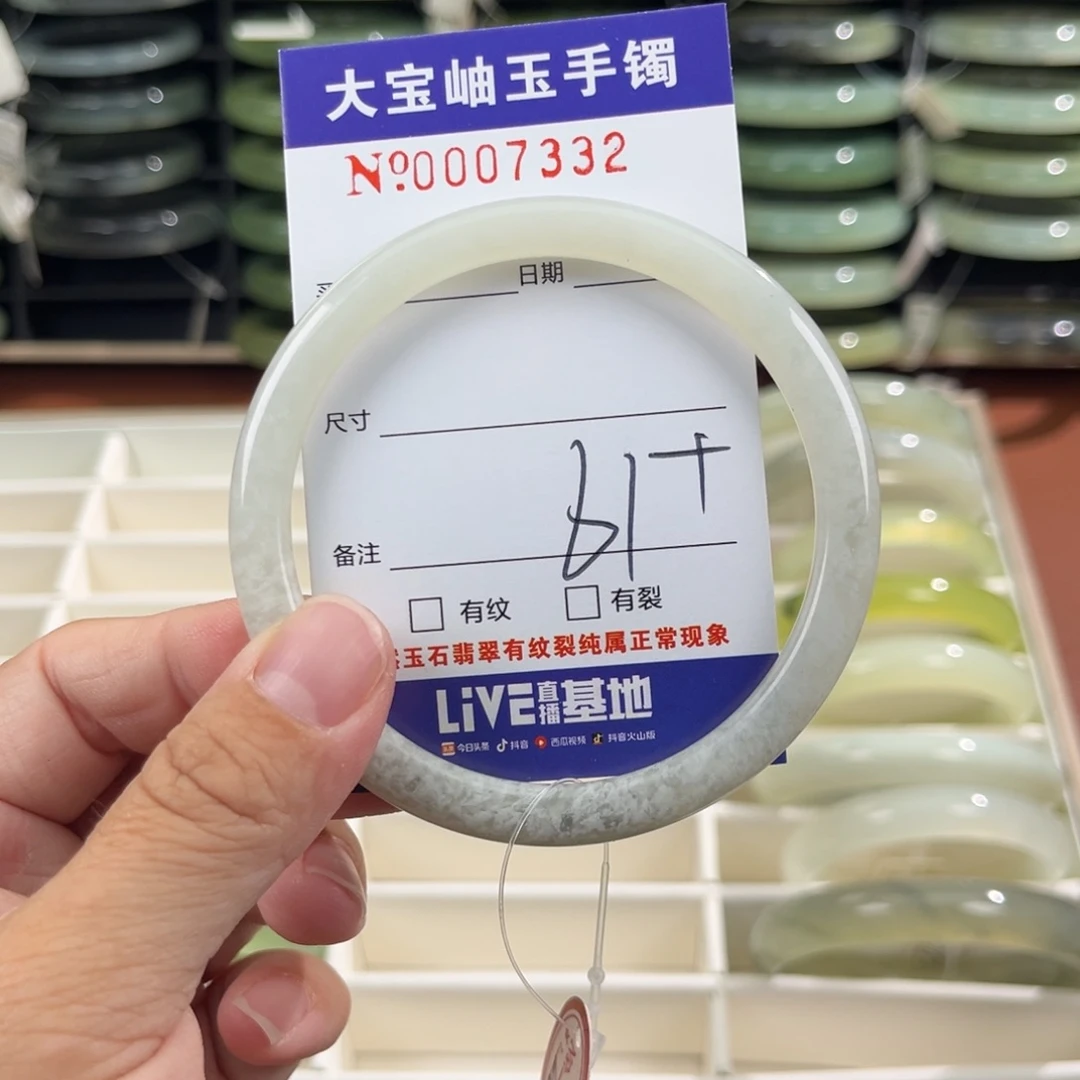 大宝岫玉手镯
№0007332
日期
尺寸
61+
备注
□ 有纹 □ 有裂
玉石翡翠有纹裂纯属正常现象
LiVE直播基地
今日头条 抖音 西瓜视频 抖音火山版